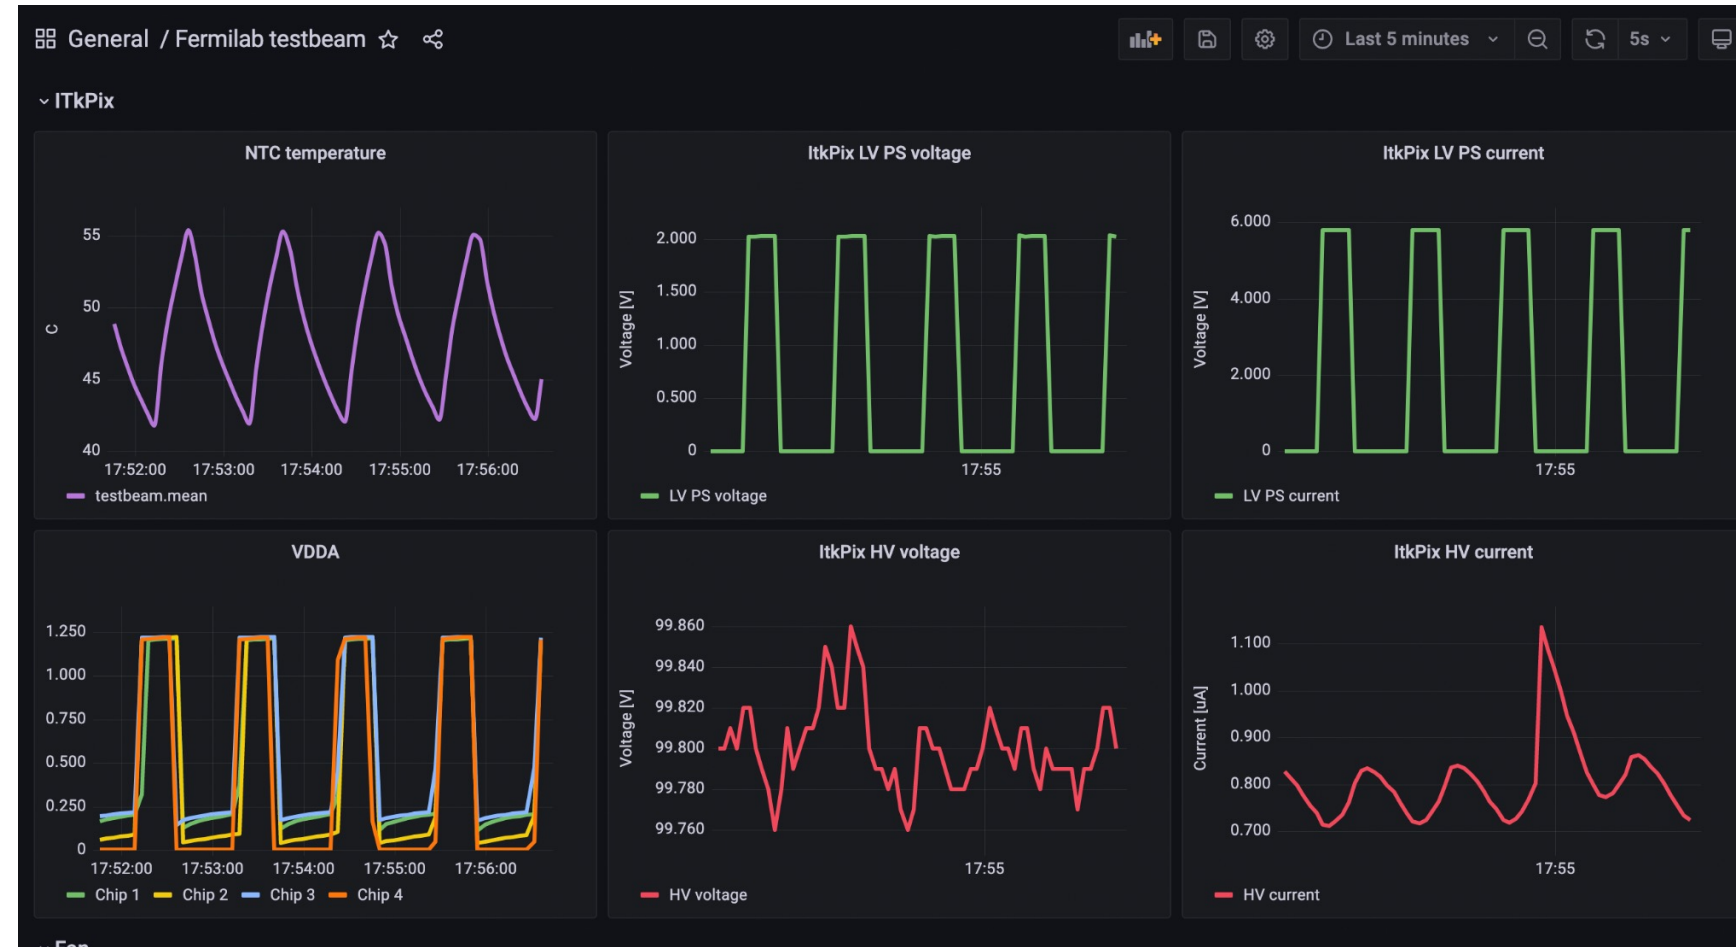 General / Fermilab testbeam
Last 5 minutes
5s
ITkPix
NTC temperature
55
50
45
40
C
17:52:00 17:53:00 17:54:00 17:55:00 17:56:00
testbeam.mean
ItkPix LV PS voltage
2.000
1.500
1.000
0.500
0
Voltage [V]
17:55
LV PS voltage
ItkPix LV PS current
6.000
4.000
2.000
0
Voltage [V]
17:55
LV PS current
VDDA
1.250
1.000
0.750
0.500
0.250
0
17:52:00 17:53:00 17:54:00 17:55:00 17:56:00
Chip 1 Chip 2 Chip 3 Chip 4
ItkPix HV voltage
99.860
99.840
99.820
99.800
99.780
99.760
Voltage [V]
17:55
HV voltage
ItkPix HV current
1.100
1.000
0.900
0.800
0.700
Current [uA]
17:55
HV current